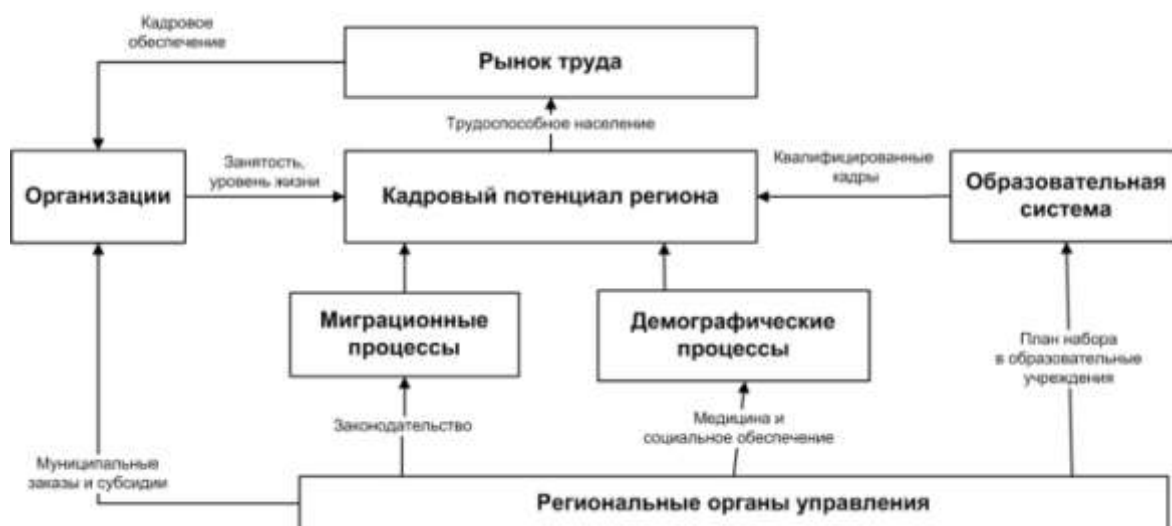 Кадровое
обеспечение
Рынок труда
Трудоспособное население
Организации
Занятость,
уровень жизни
Кадровый потенциал региона
Квалифицированные
кадры
Образовательная
система
Миграционные
процессы
Демографические
процессы
План набора
в образовательные
учреждения
Законодательство
Медицина и
социальное обеспечение
Муниципальные
заказы и субсидии
Региональные органы управления